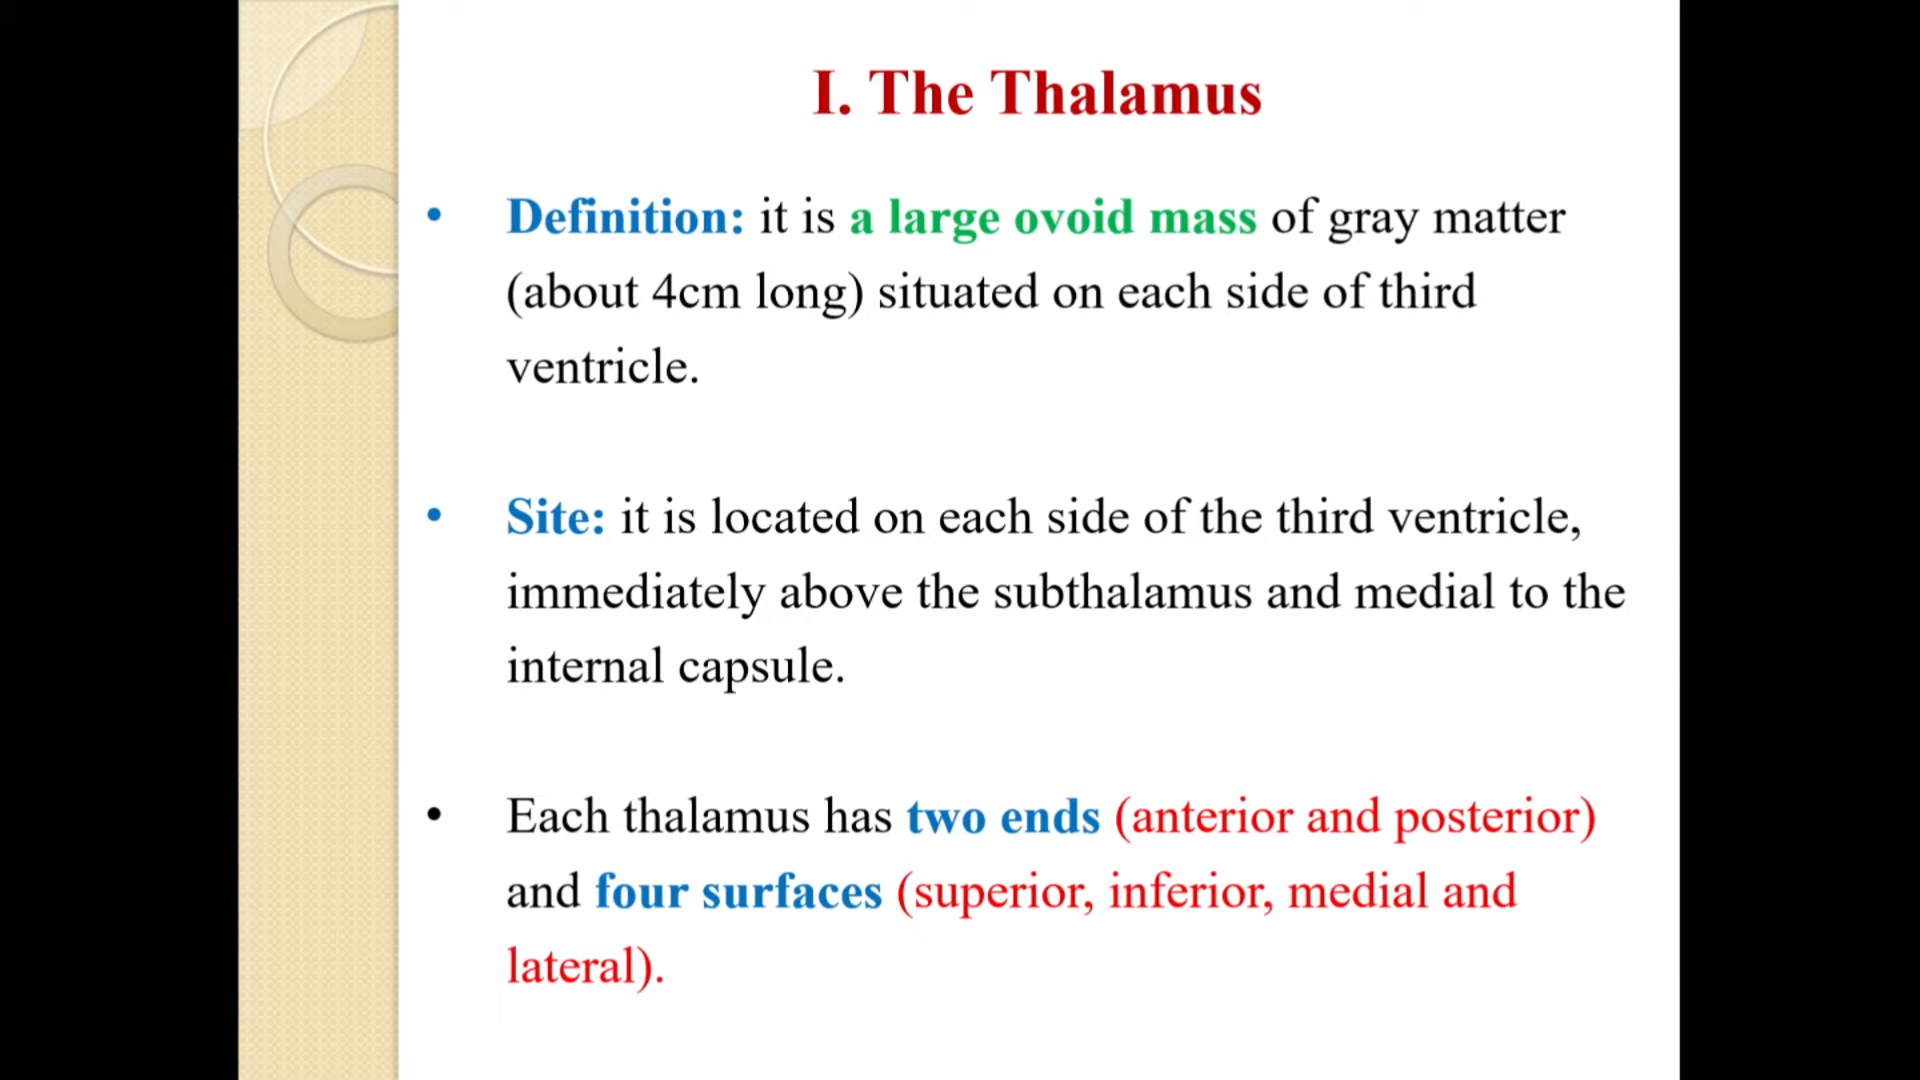 I. The Thalamus
• Definition: it is a large ovoid mass of gray matter
(about 4cm long) situated on each side of third
ventricle.
• Site: it is located on each side of the third ventricle,
immediately above the subthalamus and medial to the
internal capsule.
• Each thalamus has two ends (anterior and posterior)
and four surfaces (superior, inferior, medial and
lateral).